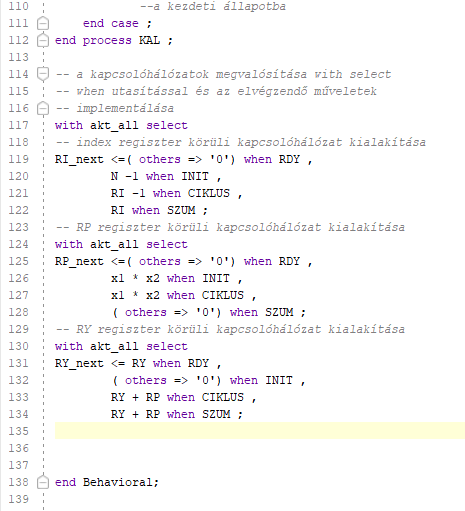 110 --a kezdeti állapotba
111 end case ;
112 end process KAL ;
113
114 -- a kapcsolóhálózatok megvalósítása with select
115 -- when utasítással és az elvégzendő műveletek
116 -- implementálása
117 with akt_all select
118 -- index regiszter körüli kapcsolóhálózat kialakítása
119 RI_next <=( others => '0') when RDY ,
120 N -1 when INIT ,
121 RI -1 when CIKLUS ,
122 RI when SZUM ;
123 -- RP regiszter körüli kapcsolóhálózat kialakítása
124 with akt_all select
125 RP_next <=( others => '0') when RDY ,
126 x1 * x2 when INIT ,
127 x1 * x2 when CIKLUS ,
128 ( others => '0') when SZUM ;
129 -- RY regiszter körüli kapcsolóhálózat kialakítása
130 with akt_all select
131 RY_next <= RY when RDY ,
132 ( others => '0') when INIT ,
133 RY + RP when CIKLUS ,
134 RY + RP when SZUM ;
135
136
137
138 end Behavioral;
139